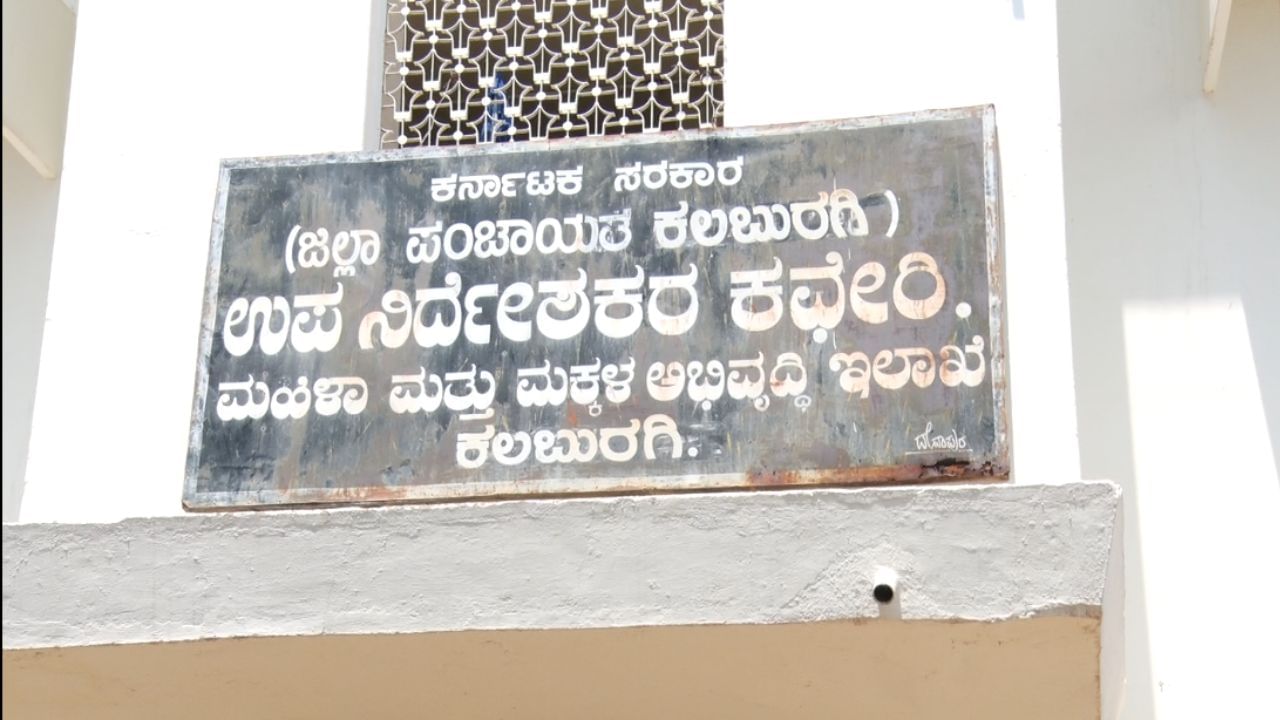 ಕರ್ನಾಟಕ ಸರಕಾರ
(ಜಿಲ್ಲಾ ಪಂಚಾಯತ ಕಲಬುರಗಿ)
ಉಪ ನಿರ್ದೇಶಕರ ಕಛೇರಿ.
ಮಹಿಳಾ ಮತ್ತು ಮಕ್ಕಳ ಅಭಿವೃದ್ಧಿ ಇಲಾಖೆ
ಕಲಬುರಗಿ.